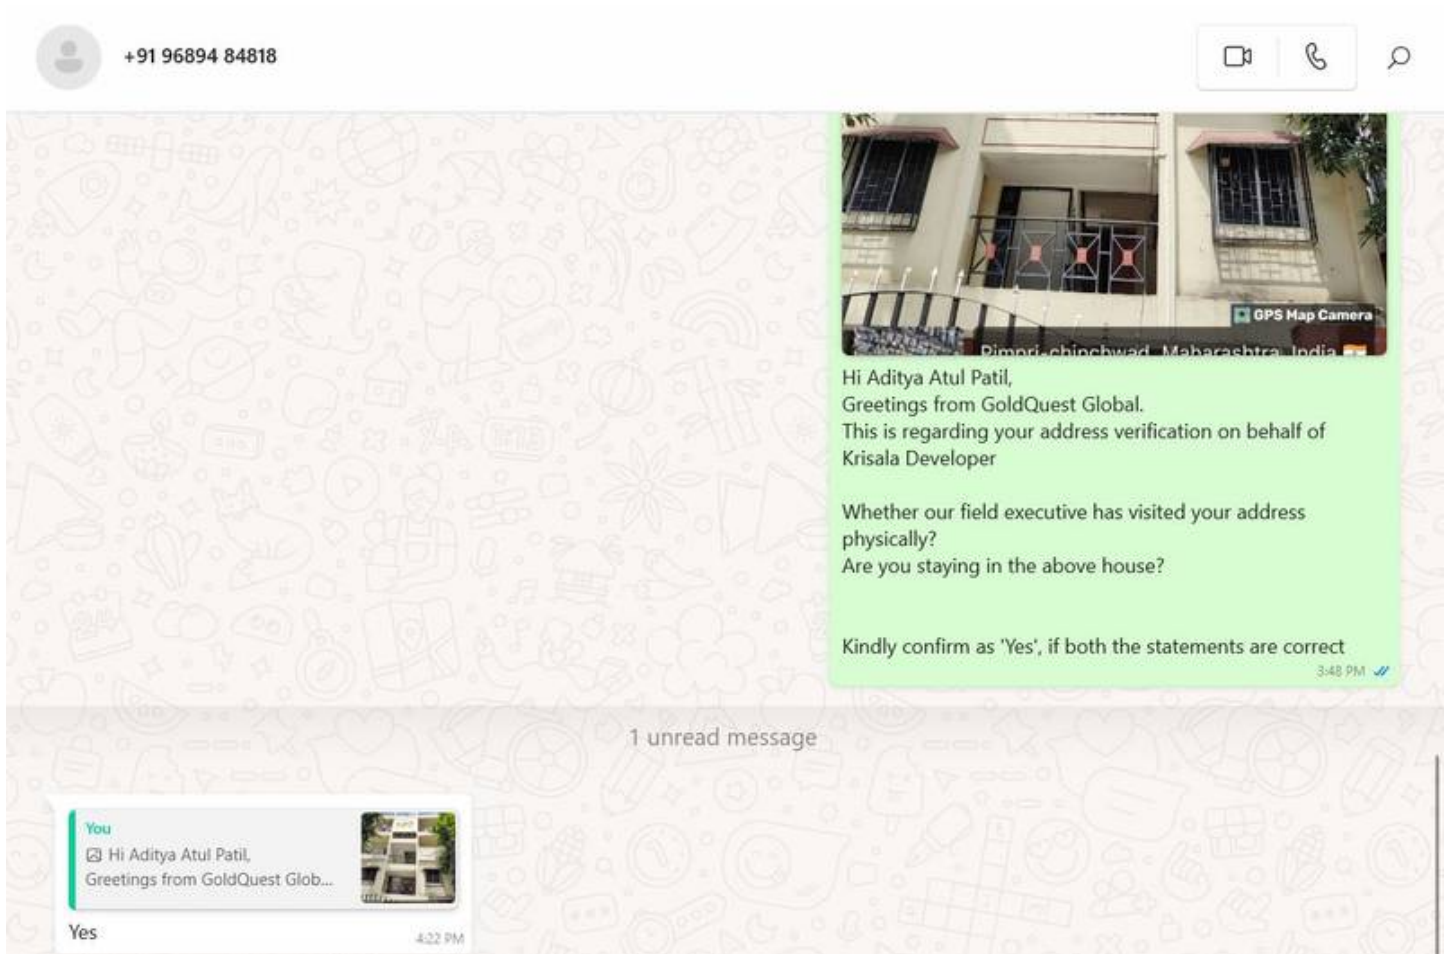 +91 96894 84818
GPS Map Camera
Pimpri-chinchwad, Maharashtra, India
Hi Aditya Atul Patil,
Greetings from GoldQuest Global.
This is regarding your address verification on behalf of
Krisala Developer
Whether our field executive has visited your address
physically?
Are you staying in the above house?
Kindly confirm as 'Yes', if both the statements are correct
3:48 PM
1 unread message
You
Hi Aditya Atul Patil,
Greetings from GoldQuest Glob...
Yes
4:22 PM